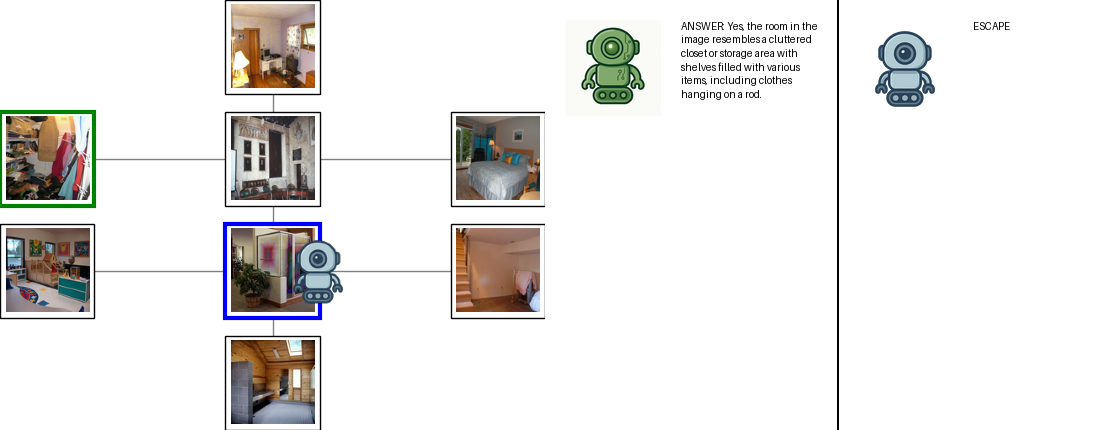 ANSWER: Yes, the room in the
image resembles a cluttered
closet or storage area with
shelves filled with various
items, including clothes
hanging on a rod.
ESCAPE